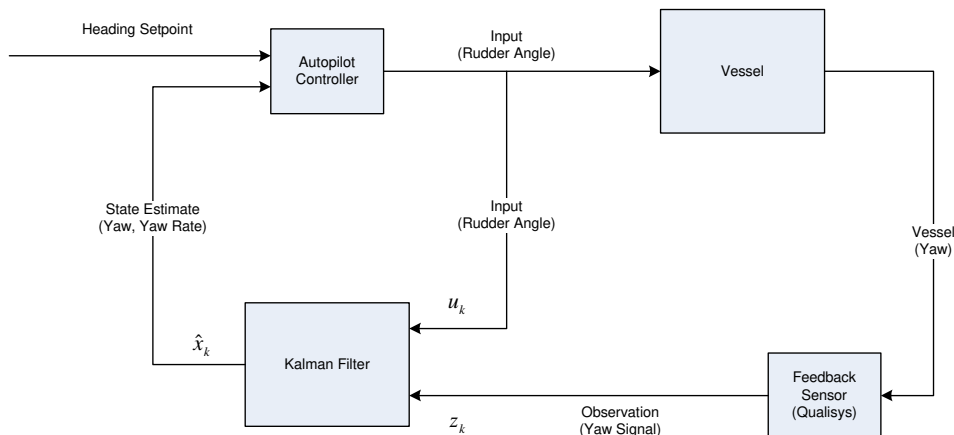 Heading Setpoint
Autopilot
Controller
Input
(Rudder Angle)
Vessel
State Estimate
(Yaw, Yaw Rate)
Input
(Rudder Angle)
Vessel
(Yaw)
u_k
x̂_k
Kalman Filter
Feedback
Sensor
(Qualisys)
z_k
Observation
(Yaw Signal)